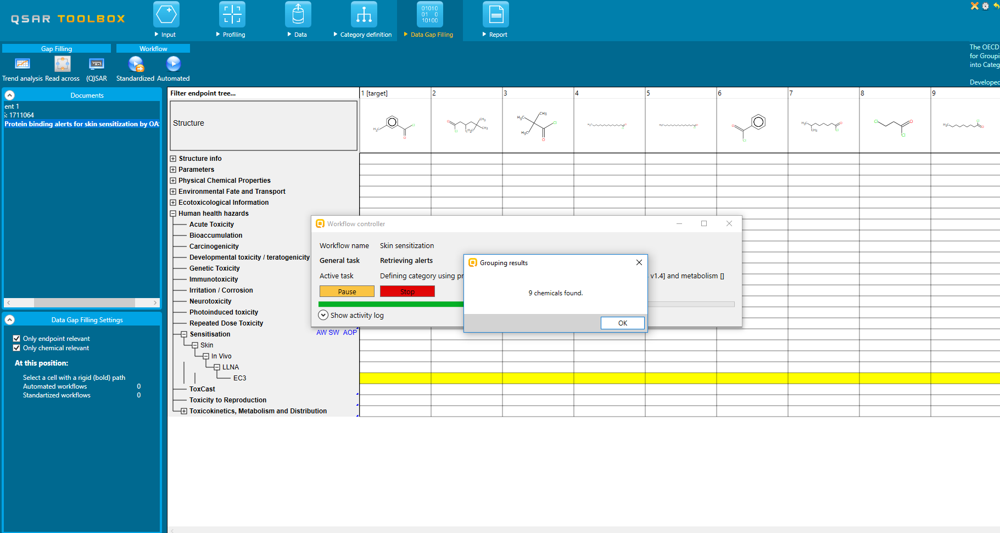 QSAR TOOLBOX
Input
Profiling
Data
Category definition
01010
01 0
10100
Data Gap Filling
Report
Gap Filling
Workflow
Trend analysis
Read across
(Q)SAR
Standardized
Automated
The OECD
for Groupi
into Categ
Developed
Documents
ent 1
: 1711064
Protein binding alerts for skin sensitization by OA
Filter endpoint tree...
1 [target]
2
3
4
5
6
7
8
9
Structure
Structure info
Parameters
Physical Chemical Properties
Environmental Fate and Transport
Ecotoxicological Information
Human health hazards
Acute Toxicity
Bioaccumulation
Carcinogenicity
Developmental toxicity / teratogenicity
Genetic Toxicity
Immunotoxicity
Irritation / Corrosion
Neurotoxicity
Photoinduced toxicity
Repeated Dose Toxicity
Sensitisation
AW SW AOP
Skin
In Vivo
LLNA
EC3
ToxCast
Toxicity to Reproduction
Toxicokinetics, Metabolism and Distribution
Workflow controller
Workflow name Skin sensitization
General task Retrieving alerts
Active task Defining category using pr
v1.4] and metabolism []
Pause
Stop
Show activity log
Grouping results
9 chemicals found.
OK
Data Gap Filling Settings
Only endpoint relevant
Only chemical relevant
At this position:
Select a cell with a rigid (bold) path
Automated workflows 0
Standartized workflows 0